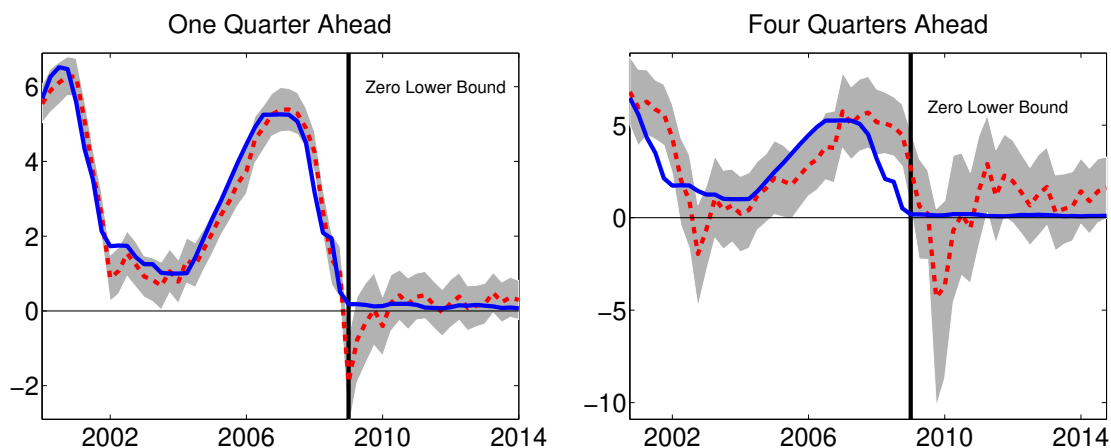 One Quarter Ahead
6
4
2
0
−2
Zero Lower Bound
2002 2006 2010 2014
Four Quarters Ahead
5
0
−5
−10
Zero Lower Bound
2002 2006 2010 2014